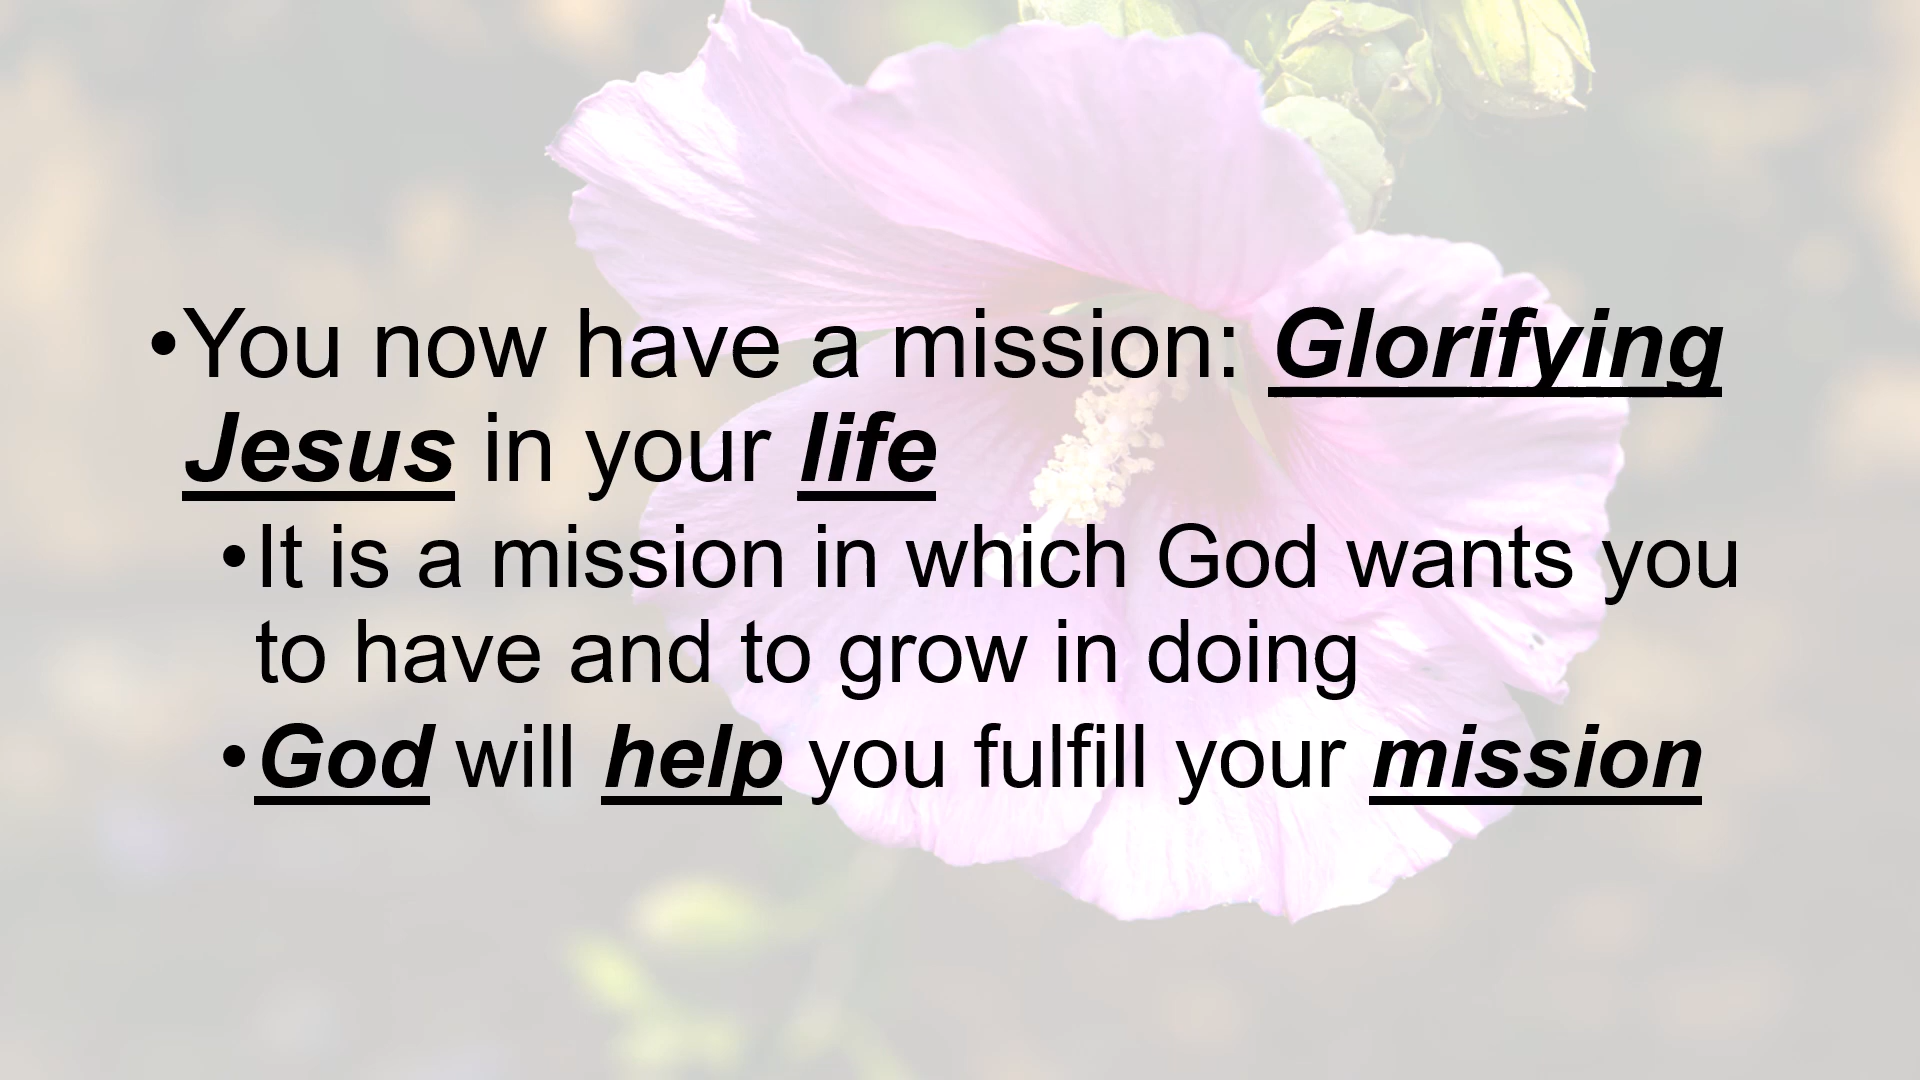 •You now have a mission: Glorifying
Jesus in your life
•It is a mission in which God wants you
to have and to grow in doing
•God will help you fulfill your mission